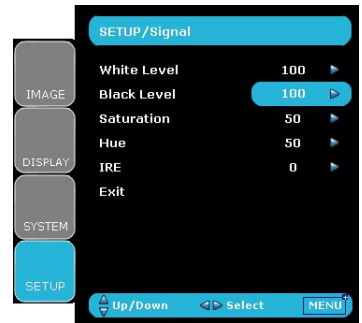 SETUP/Signal
IMAGE
DISPLAY
SYSTEM
SETUP
White Level 100
Black Level 100
Saturation 50
Hue 50
IRE 0
Exit
Up/Down Select MENU